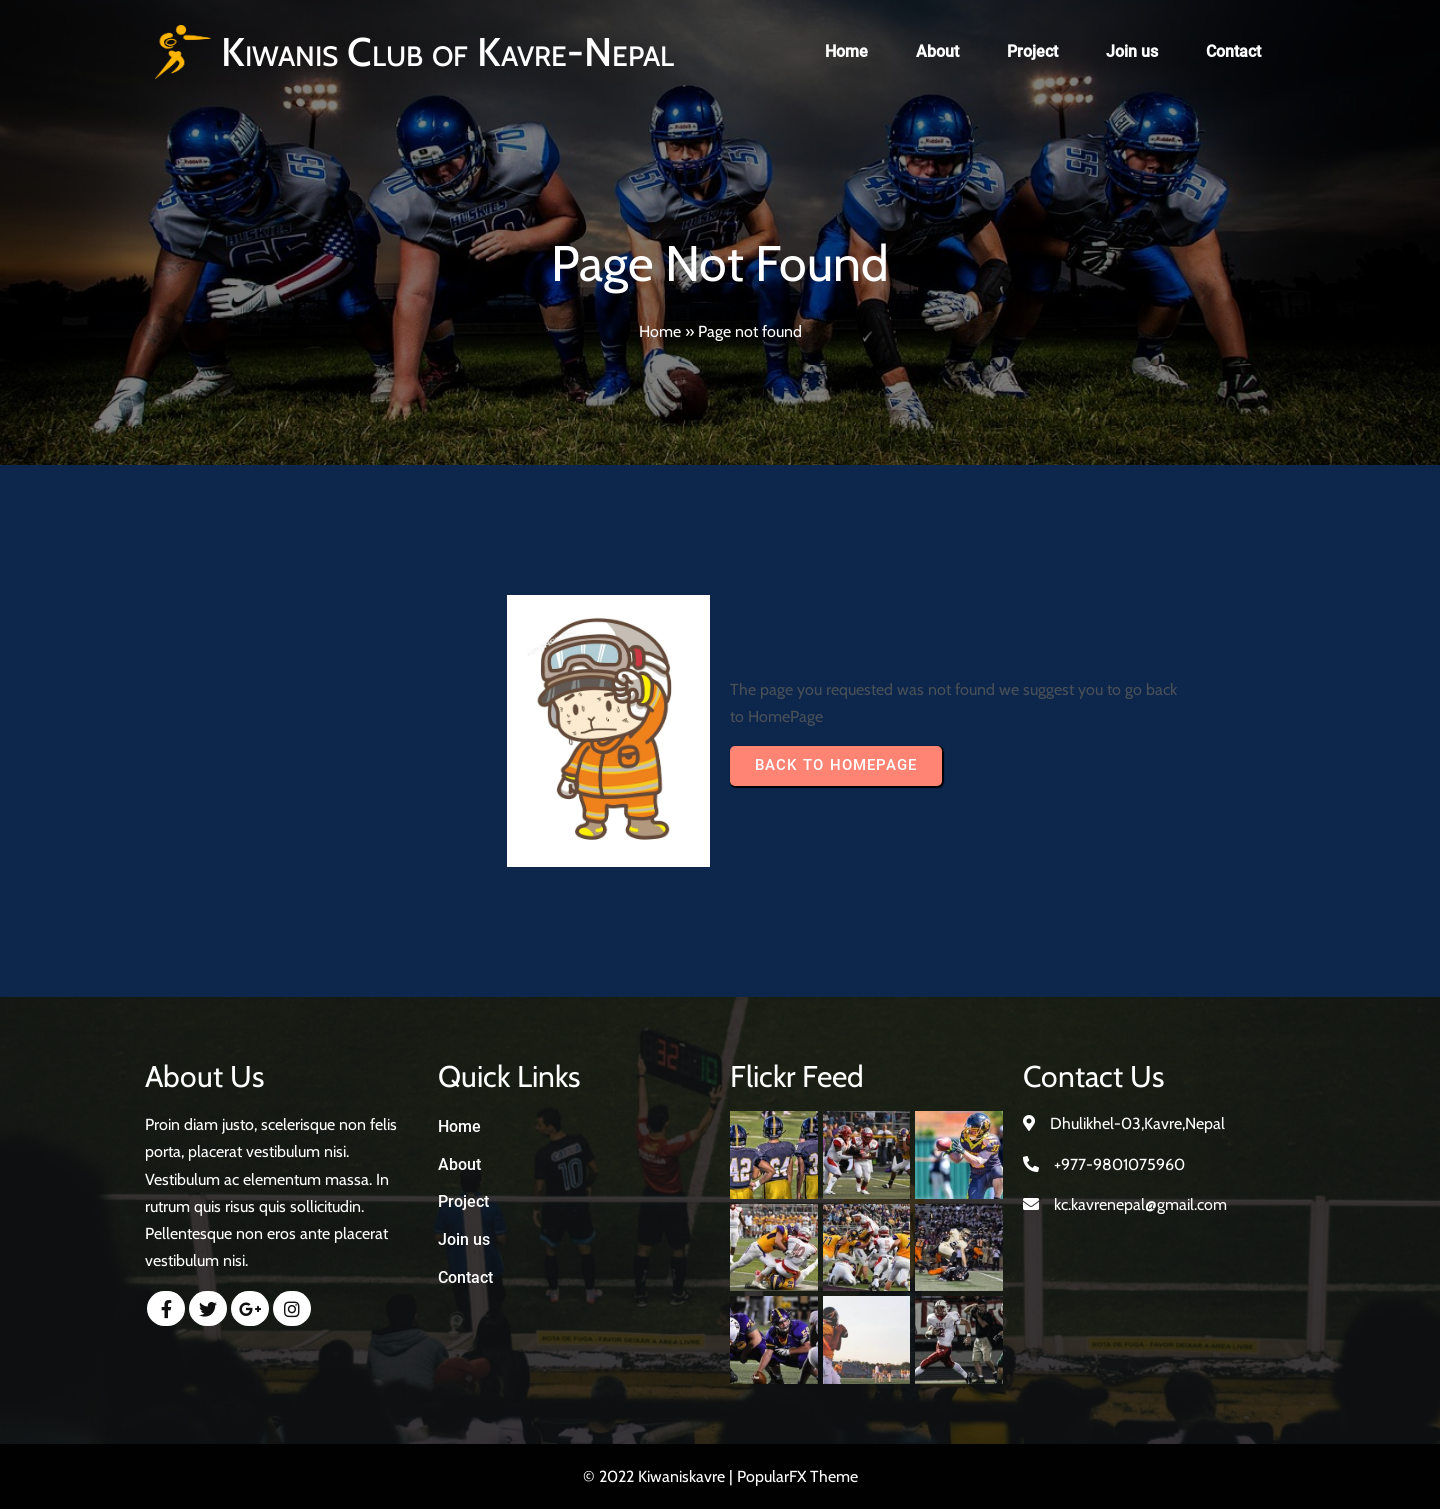 Kiwanis Club of Kavre-Nepal
Home About Project Join us Contact
Page Not Found
Home » Page not found
The page you requested was not found we suggest you to go back
to HomePage
BACK TO HOMEPAGE
About Us
Proin diam justo, scelerisque non felis
porta, placerat vestibulum nisi.
Vestibulum ac elementum massa. In
rutrum quis risus quis sollicitudin.
Pellentesque non eros ante placerat
vestibulum nisi.
Quick Links
Home
About
Project
Join us
Contact
Flickr Feed
Contact Us
Dhulikhel-03,Kavre,Nepal
+977-9801075960
kc.kavrenepal@gmail.com
© 2022 Kiwaniskavre | PopularFX Theme